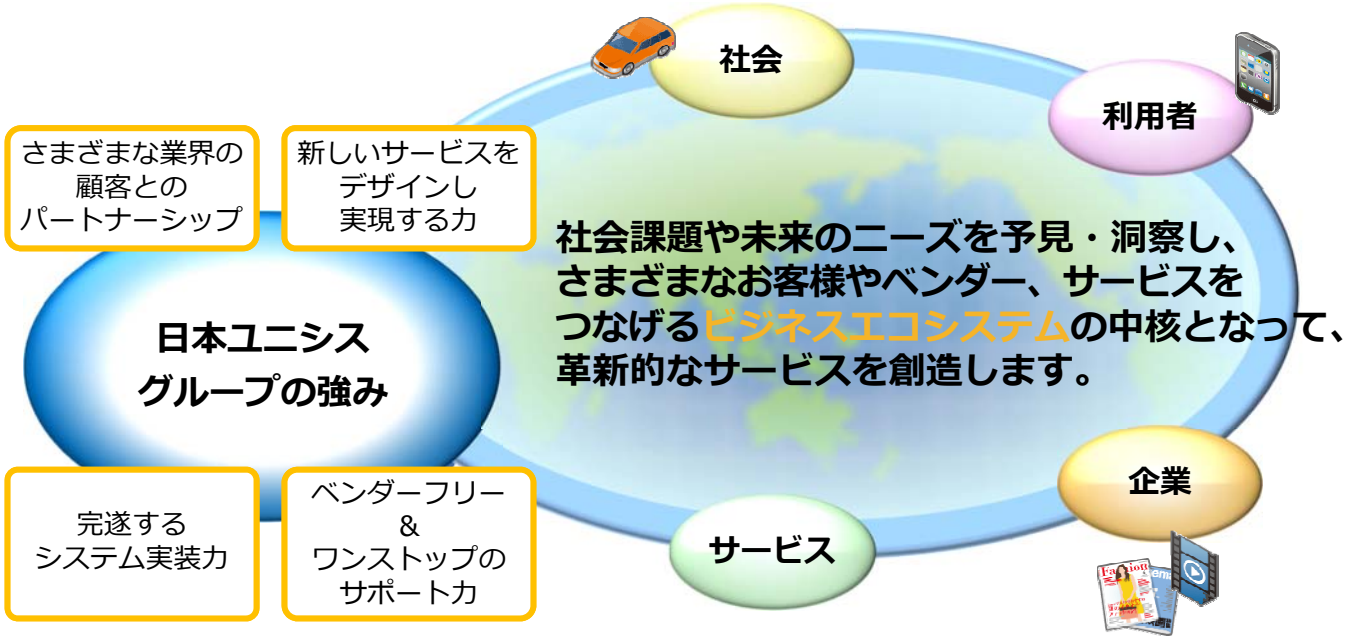 社会
利用者
さまざまな業界の
顧客との
パートナーシップ
新しいサービスを
デザインし
実現する力
社会課題や未来のニーズを予見・洞察し、
さまざまなお客様やベンダー、サービスを
つなげるビジネスエコシステムの中核となって、
革新的なサービスを創造します。
日本ユニシス
グループの強み
完遂する
システム実装力
ベンダーフリー
&
ワンストップの
サポート力
サービス
企業
Fashion